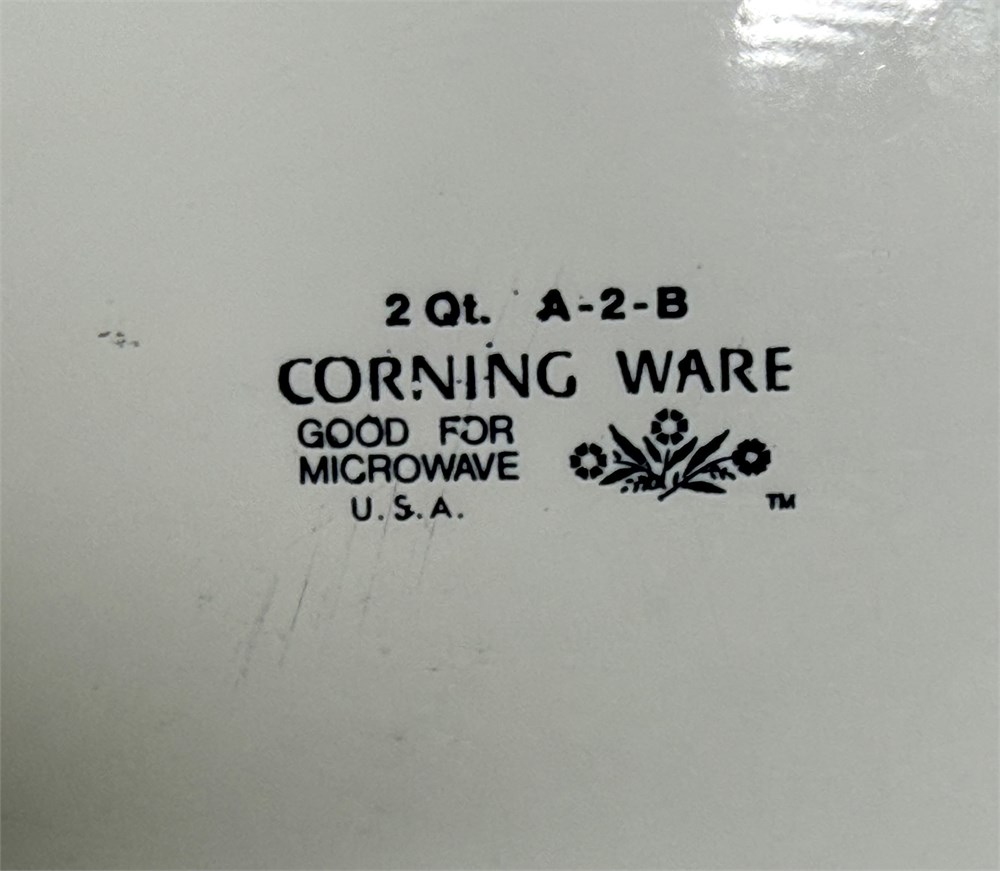 2 Qt. A-2-B
CORNING WARE
GOOD FOR
MICROWAVE
U.S.A.
TM